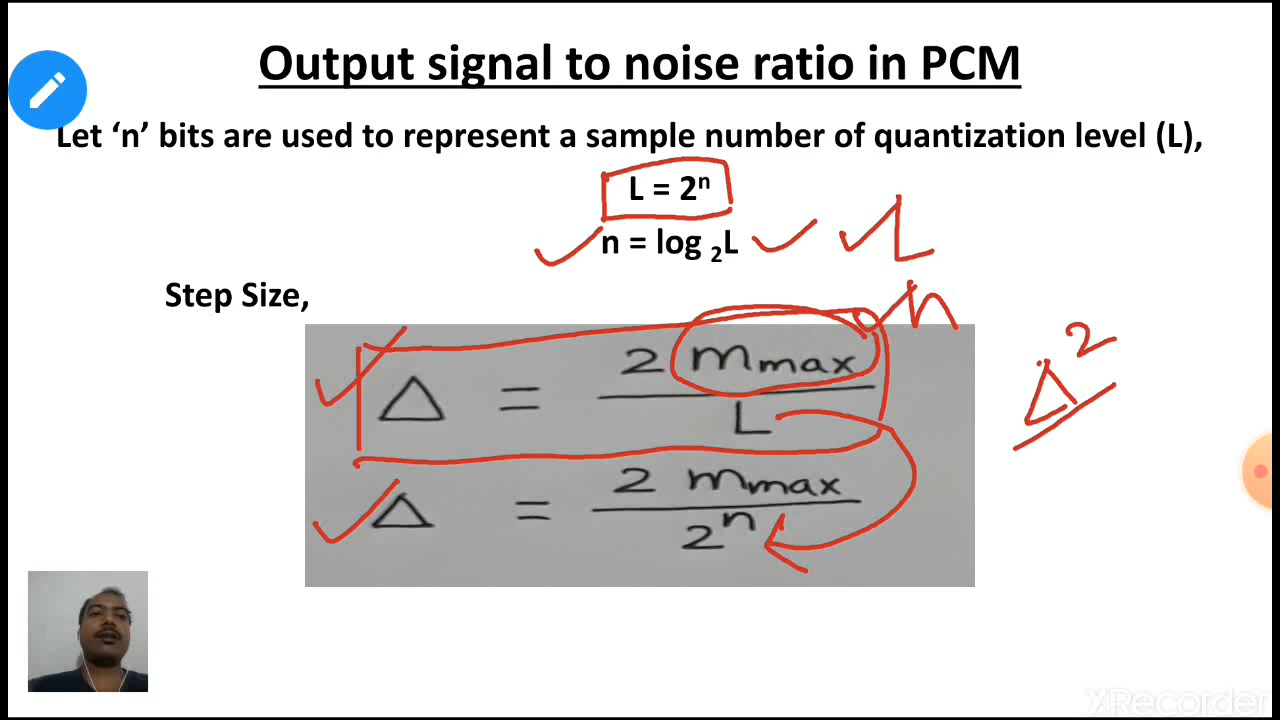 Output signal to noise ratio in PCM
Let ‘n’ bits are used to represent a sample number of quantization level (L),
L = 2ⁿ
n = log ₂L
L
Step Size,
n
Δ = 2 mmax / L
Δ²
Δ = 2 mmax / 2ⁿ
XRecorder